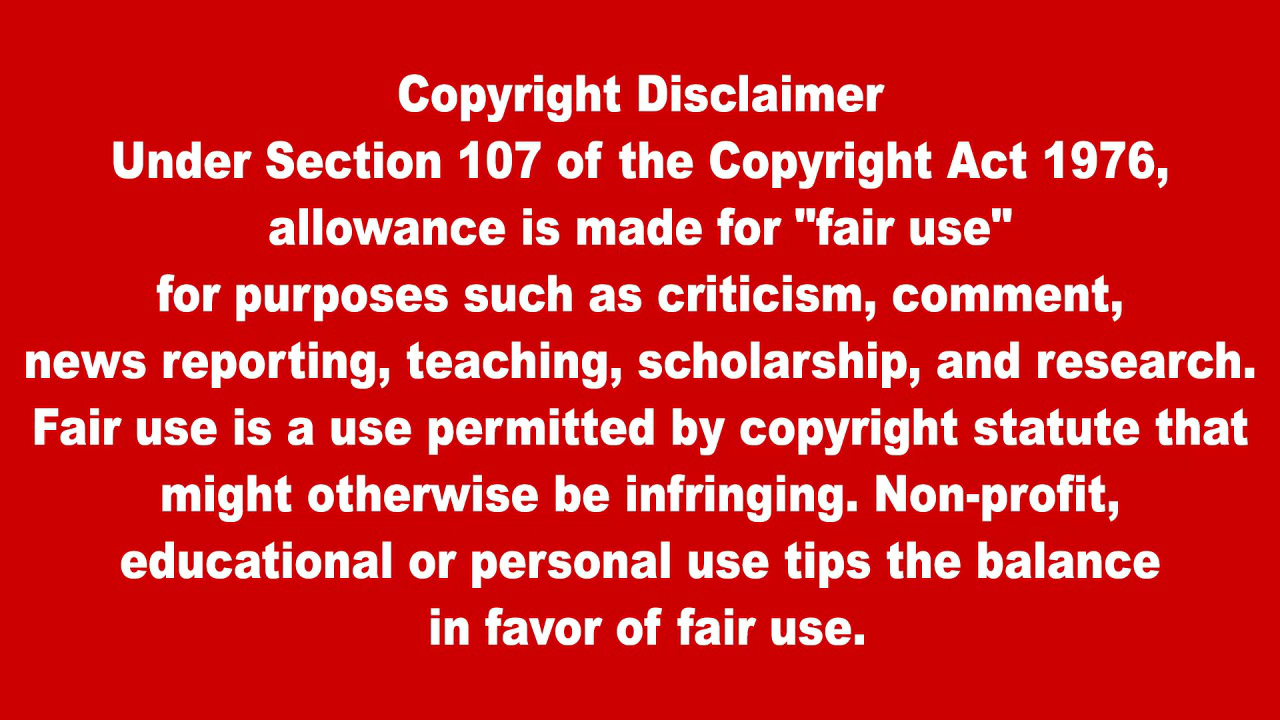 Copyright Disclaimer
Under Section 107 of the Copyright Act 1976,
allowance is made for "fair use"
for purposes such as criticism, comment,
news reporting, teaching, scholarship, and research.
Fair use is a use permitted by copyright statute that
might otherwise be infringing. Non-profit,
educational or personal use tips the balance
in favor of fair use.